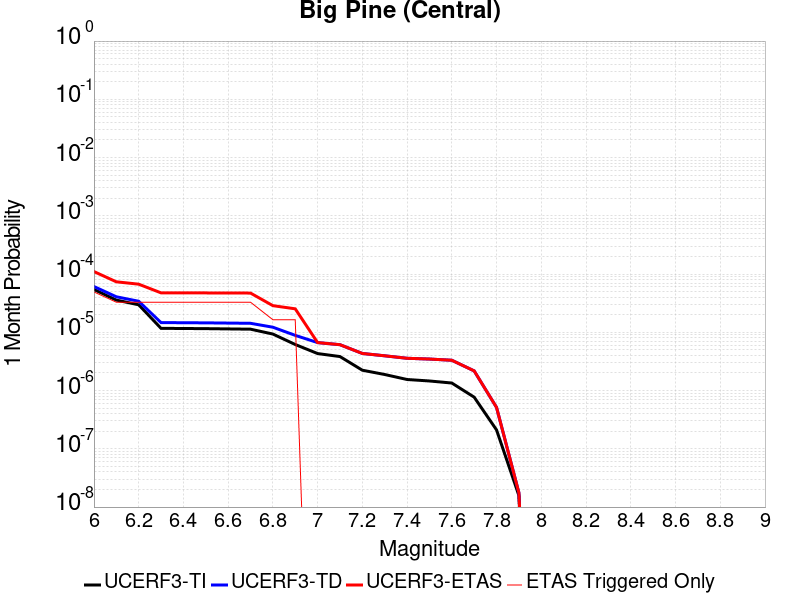 Big Pine (Central)
10^0
10^-1
10^-2
10^-3
10^-4
10^-5
10^-6
10^-7
10^-8
1 Month Probability
6 6.2 6.4 6.6 6.8 7 7.2 7.4 7.6 7.8 8 8.2 8.4 8.6 8.8 9
Magnitude
UCERF3-TI UCERF3-TD UCERF3-ETAS ETAS Triggered Only